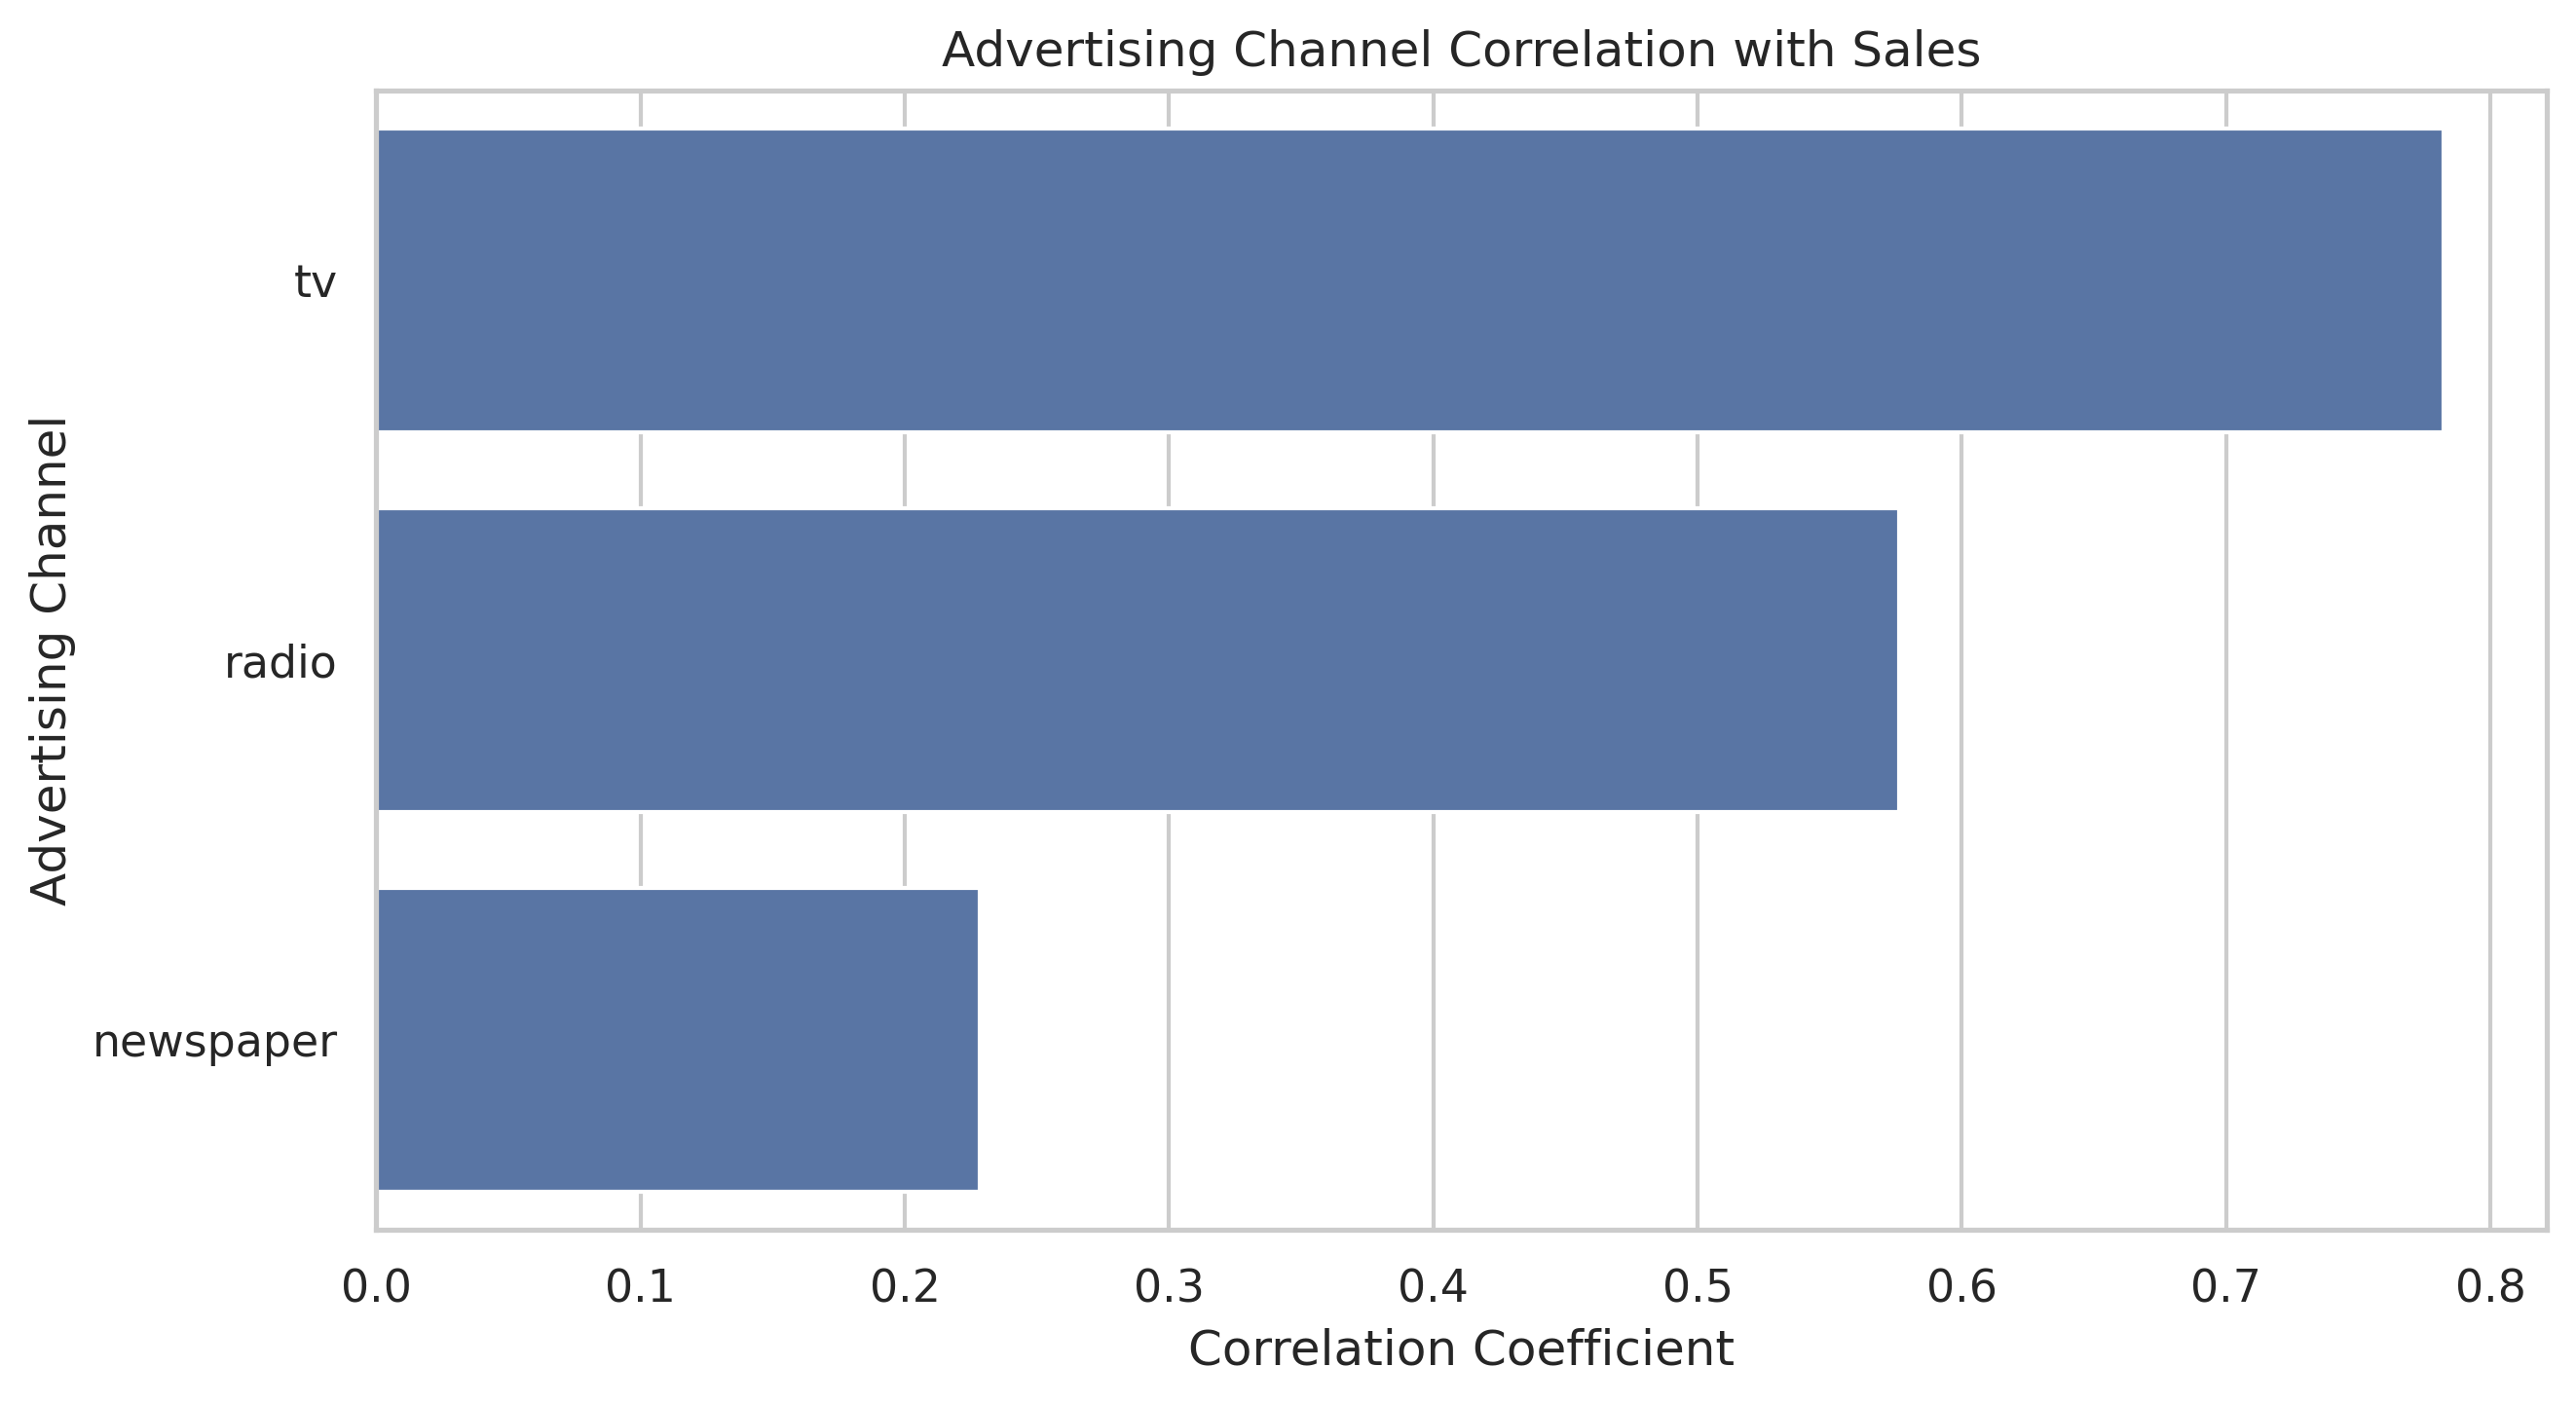 Advertising Channel Correlation with Sales
Advertising Channel
tv
radio
newspaper
0.0 0.1 0.2 0.3 0.4 0.5 0.6 0.7 0.8
Correlation Coefficient